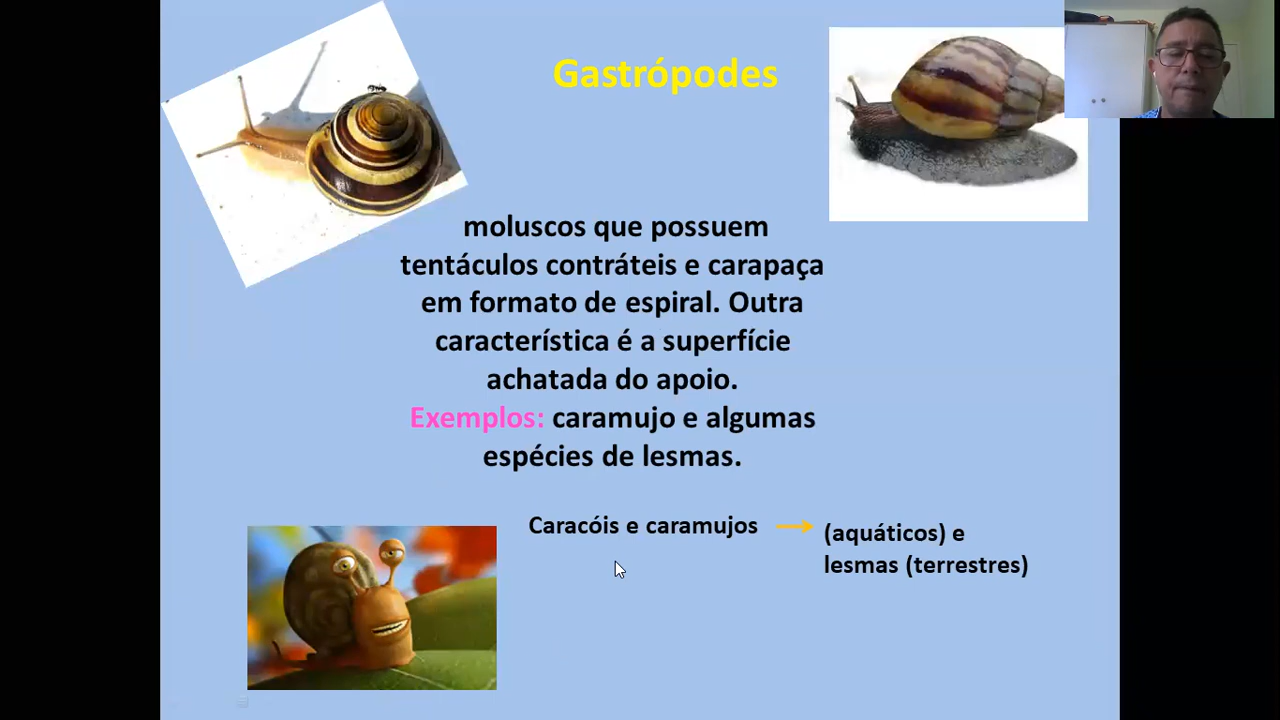 Gastrópodes
moluscos que possuem
tentáculos contráteis e carapaça
em formato de espiral. Outra
característica é a superfície
achatada do apoio.
Exemplos: caramujo e algumas
espécies de lesmas.
Caracóis e caramujos
(aquáticos) e
lesmas (terrestres)